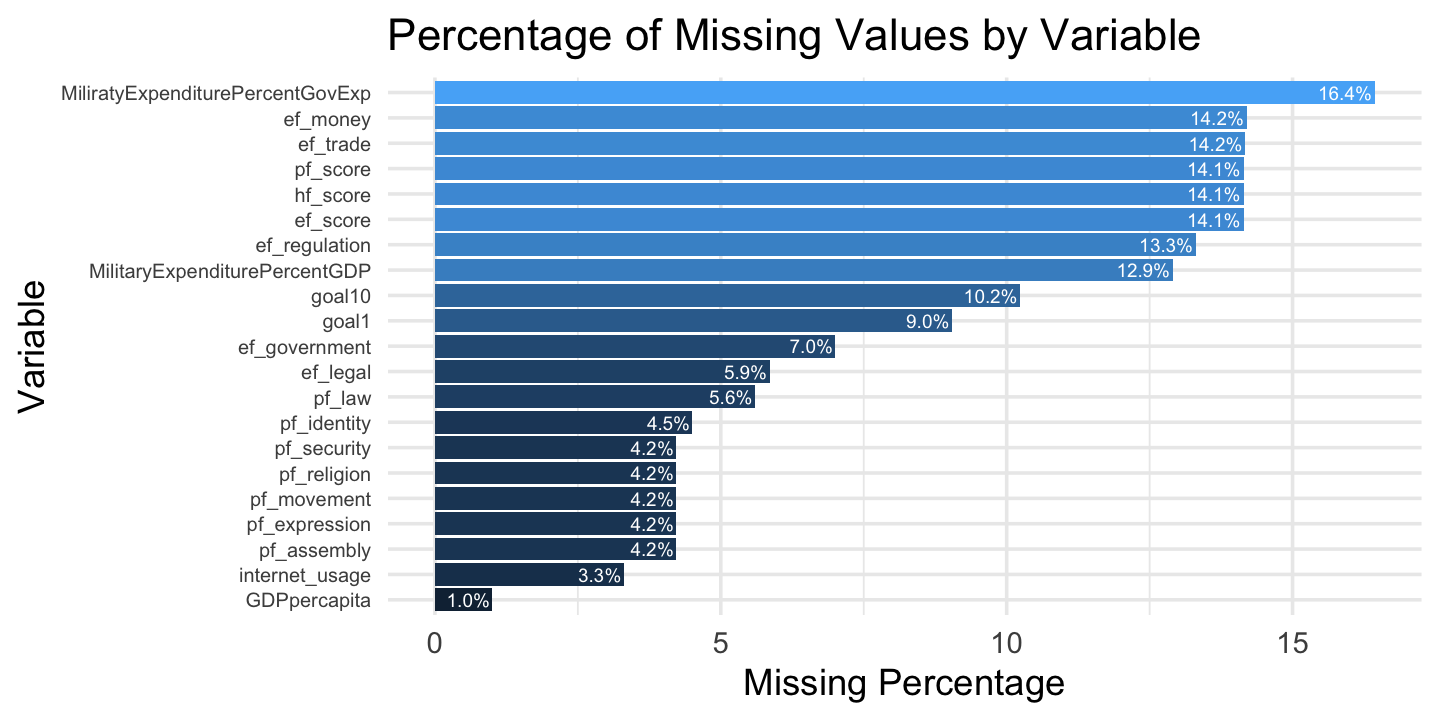 Percentage of Missing Values by Variable
Variable
MiliratyExpenditurePercentGovExp 16.4%
ef_money 14.2%
ef_trade 14.2%
pf_score 14.1%
hf_score 14.1%
ef_score 14.1%
ef_regulation 13.3%
MilitaryExpenditurePercentGDP 12.9%
goal10 10.2%
goal1 9.0%
ef_government 7.0%
ef_legal 5.9%
pf_law 5.6%
pf_identity 4.5%
pf_security 4.2%
pf_religion 4.2%
pf_movement 4.2%
pf_expression 4.2%
pf_assembly 4.2%
internet_usage 3.3%
GDPpercapita 1.0%
0 5 10 15
Missing Percentage